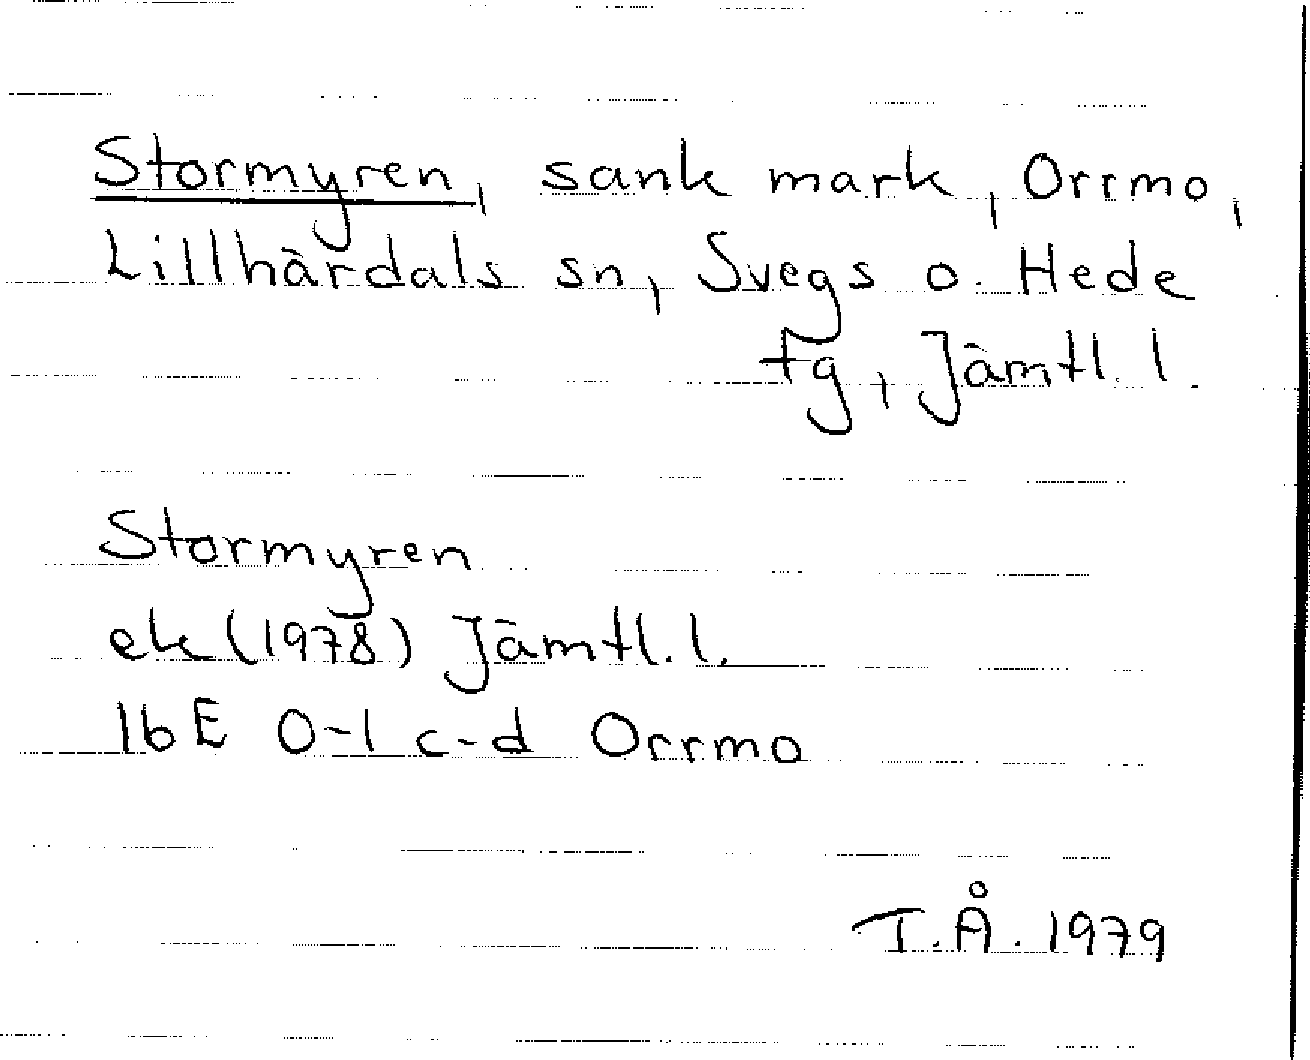 Stormyren, sank mark, Orrmo,
Lillhärdals sn, Svegs o. Hede
tg, Jämtl. l.
Stormyren
ek (1978) Jämtl. l.
16E 0-1 c-d Orrmo
T.Å. 1979